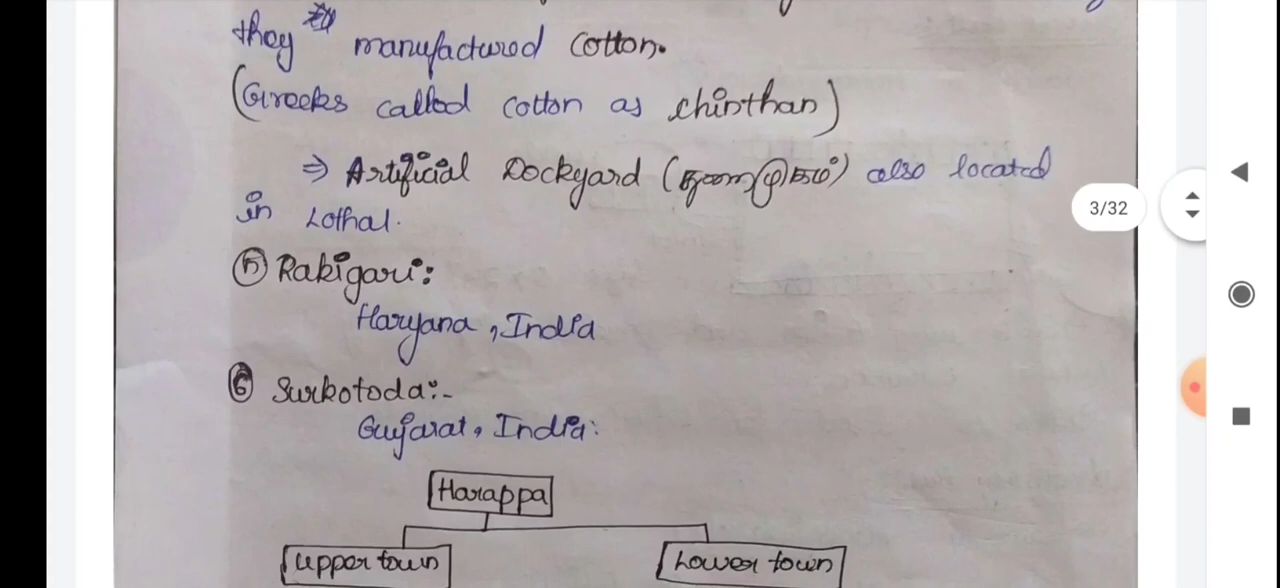 they manufactured cotton.
(Greeks called cotton as chinthan)
⇒ Artificial Dockyard ( ) also located
in Lothal.
3/32
⑤ Rakigari:
Haryana, India
⑥ Surkotoda:-
Gujarat, India:
Harappa
Upper town
Lower town